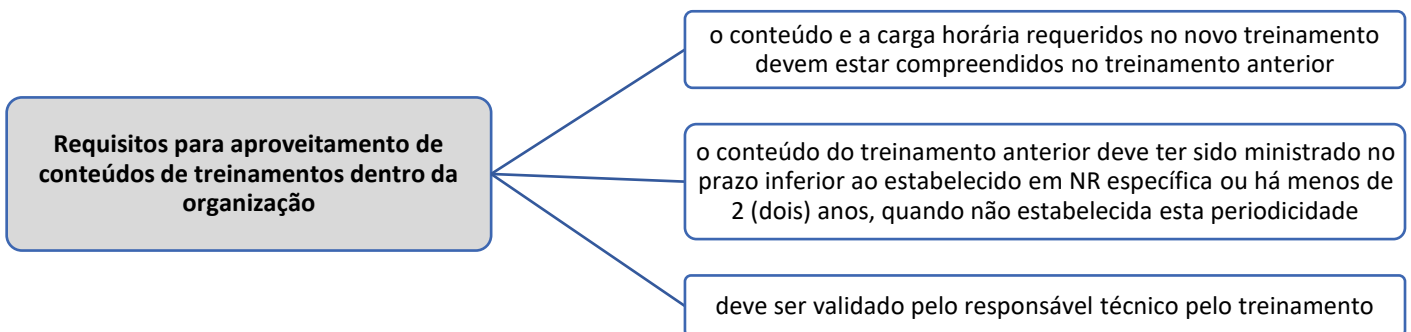 Requisitos para aproveitamento de
conteúdos de treinamentos dentro da
organização
o conteúdo e a carga horária requeridos no novo treinamento
devem estar compreendidos no treinamento anterior
o conteúdo do treinamento anterior deve ter sido ministrado no
prazo inferior ao estabelecido em NR específica ou há menos de
2 (dois) anos, quando não estabelecida esta periodicidade
deve ser validado pelo responsável técnico pelo treinamento